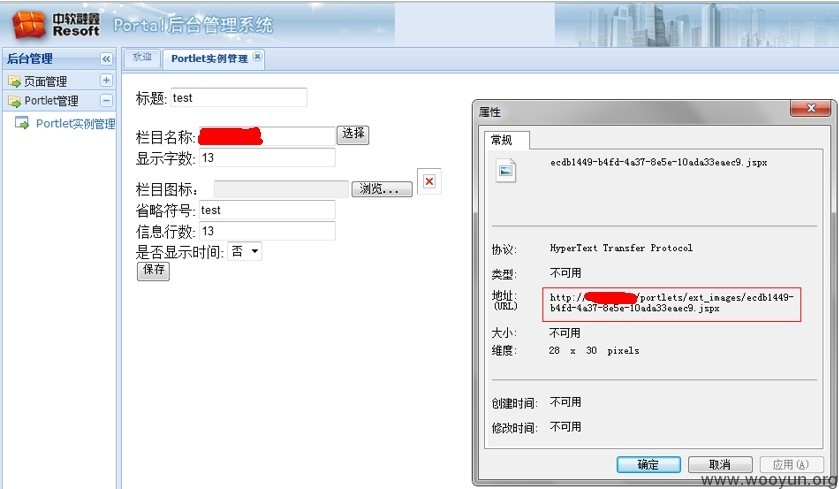 中软融鑫
Resoft
Portal后台管理系统
后台管理
欢迎
Portlet实例管理
页面管理
Portlet管理
Portlet实例管理
标题: test
栏目名称:
选择
显示字数: 13
栏目图标:
浏览...
省略符号: test
信息行数: 13
是否显示时间: 否
保存
属性
常规
ecdb1449-b4fd-4a37-8e5e-10ada33eaec9.jspx
协议: HyperText Transfer Protocol
类型: 不可用
地址: http://
/portlets/ext_images/ecdb1449-
(URL) b4fd-4a37-8e5e-10ada33eaec9.jspx
大小: 不可用
维度: 28 x 30 pixels
创建时间: 不可用
修改时间: 不可用
确定
取消
应用(A)
www.wooyun.org